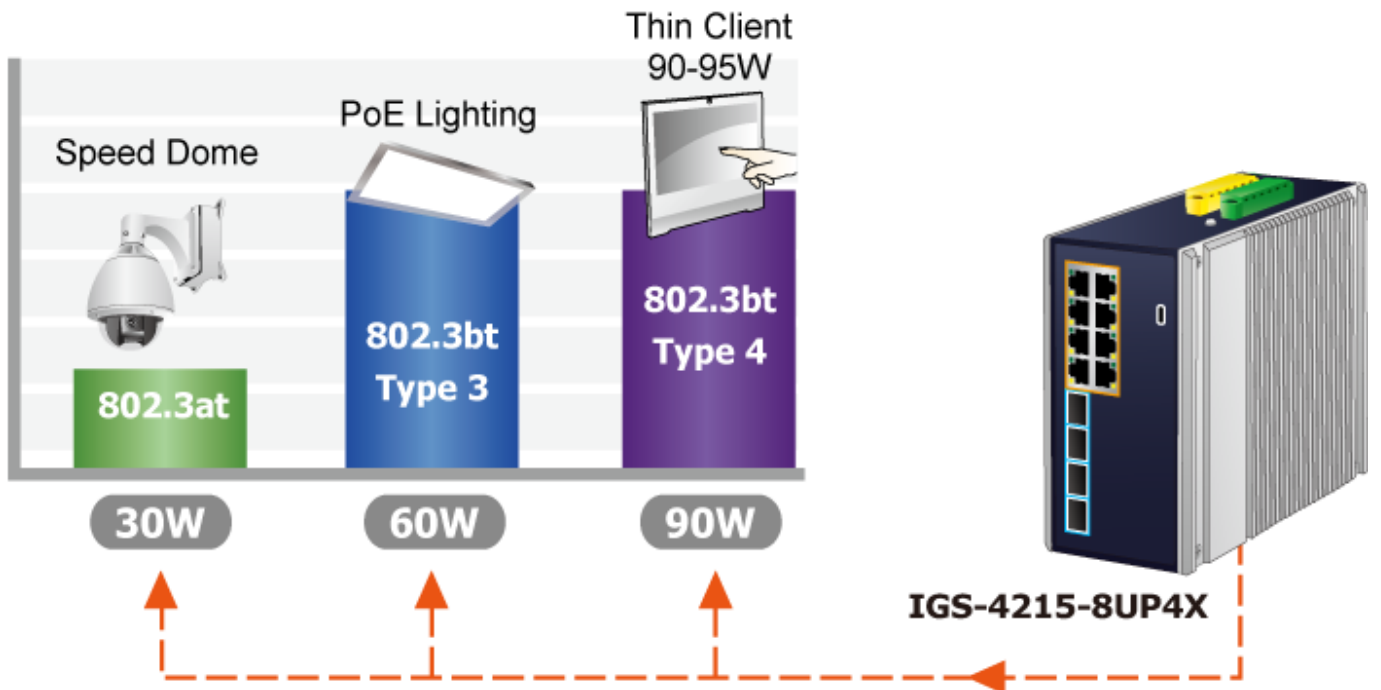 Thin Client
90-95W
PoE Lighting
Speed Dome
802.3bt
Type 4
802.3bt
Type 3
802.3at
30W
60W
90W
IGS-4215-8UP4X